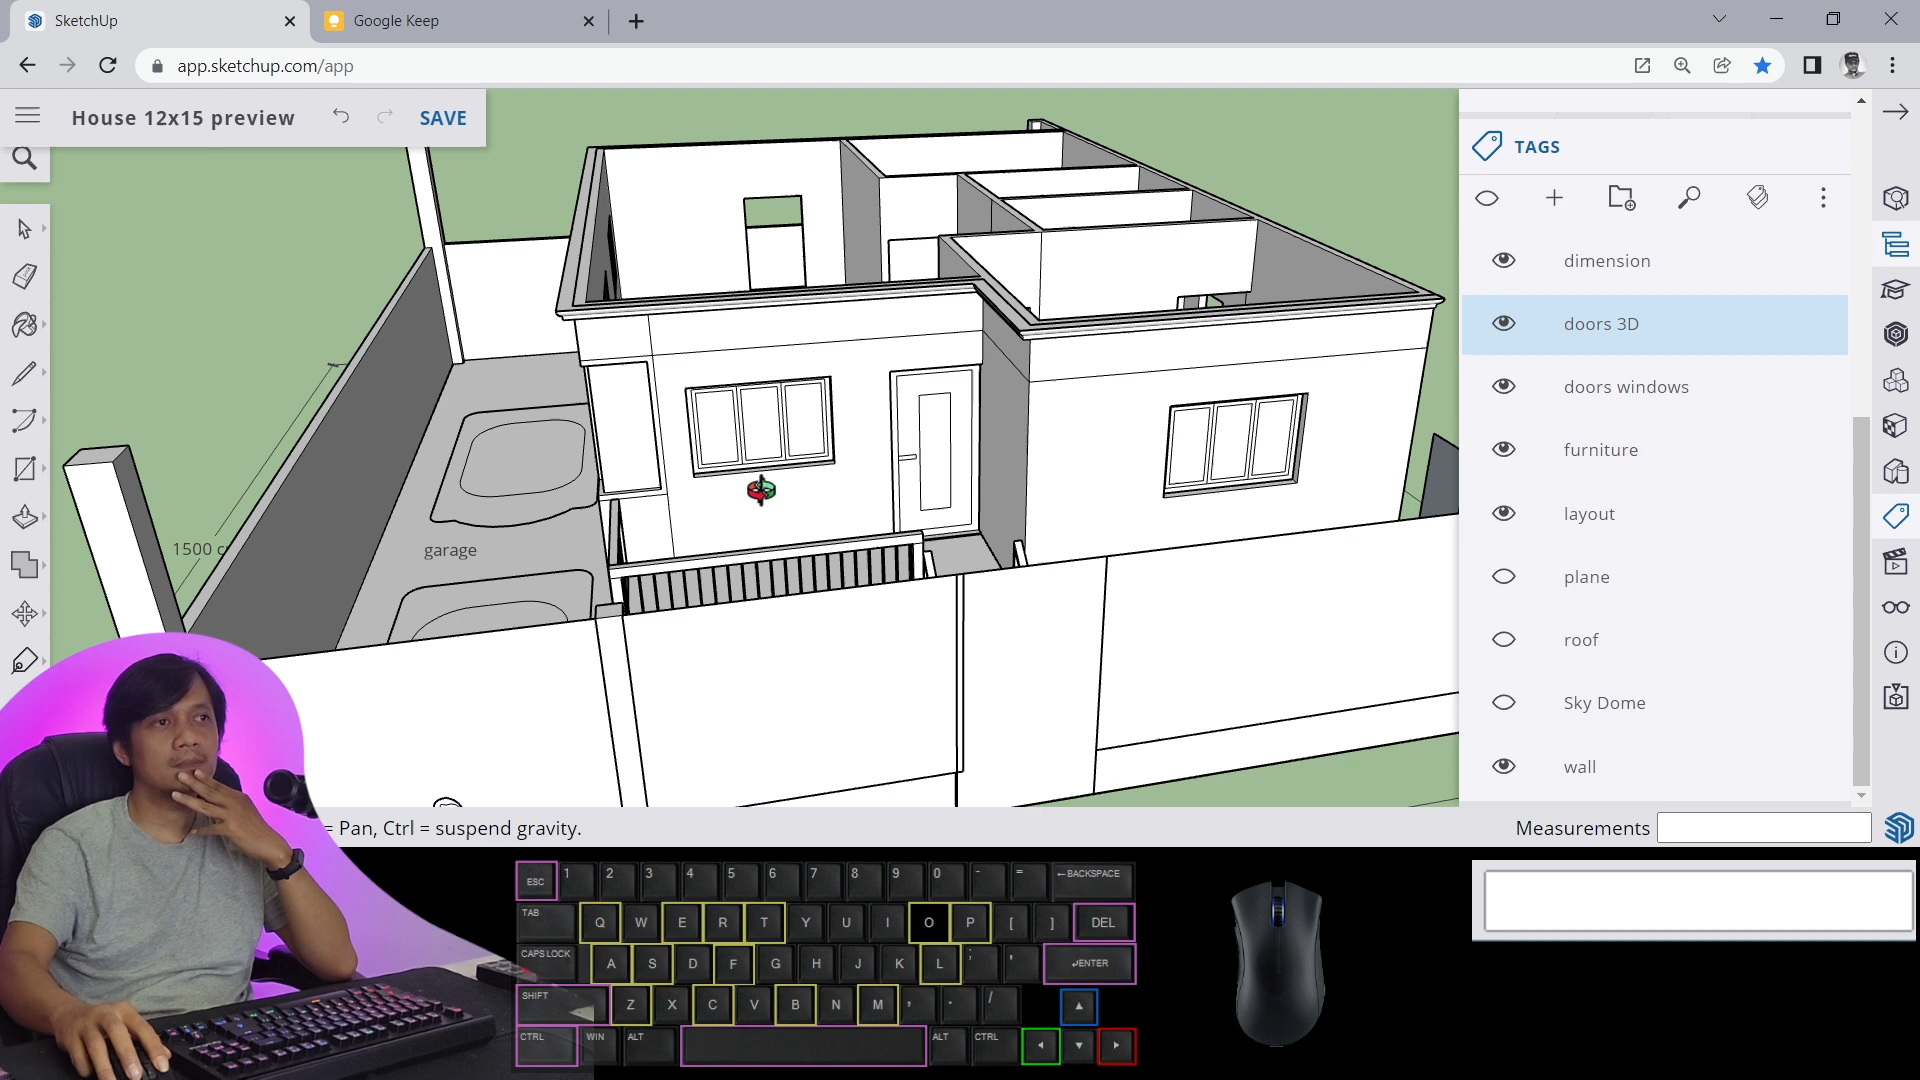 SketchUp
Google Keep
app.sketchup.com/app
House 12x15 preview
SAVE
TAGS
dimension
doors 3D
doors windows
furniture
layout
plane
roof
Sky Dome
wall
1500 c
garage
= Pan, Ctrl = suspend gravity.
Measurements
ESC 1 2 3 4 5 6 7 8 9 0 - = ←BACKSPACE
TAB Q W E R T Y U I O P [ ] DEL
CAPS LOCK A S D F G H J K L ; ' ↵ENTER
SHIFT Z X C V B N M , . / ▲
CTRL WIN ALT ALT CTRL ◄ ▼ ►